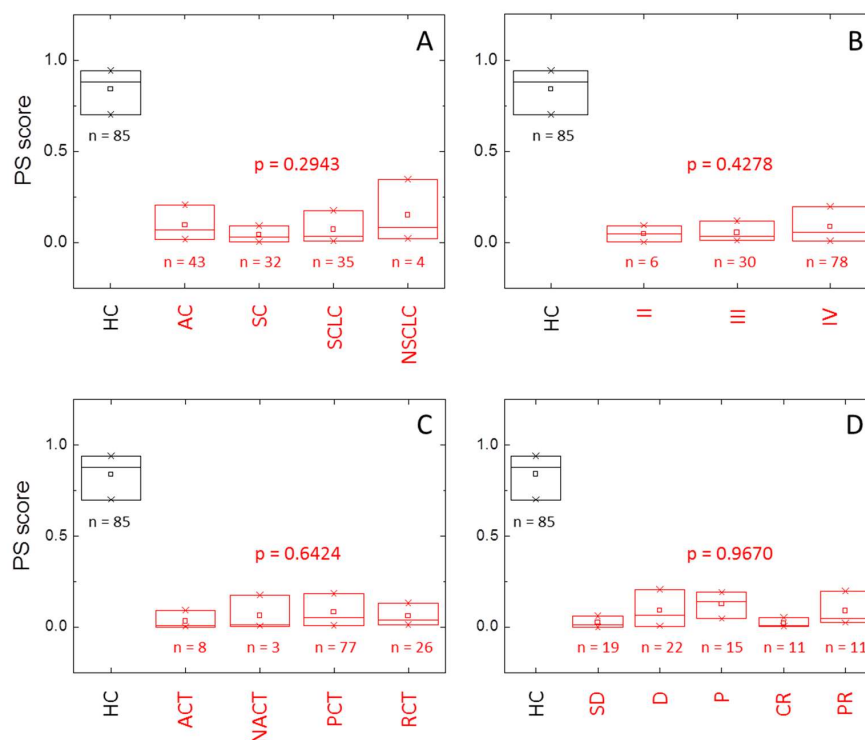 A
PS score
1.0
0.5
0.0
n = 85
p = 0.2943
n = 43
n = 32
n = 35
n = 4
HC
AC
SC
SCLC
NSCLC
B
1.0
0.5
0.0
n = 85
p = 0.4278
n = 6
n = 30
n = 78
HC
II
III
IV
C
PS score
1.0
0.5
0.0
n = 85
p = 0.6424
n = 8
n = 3
n = 77
n = 26
HC
ACT
NACT
PCT
RCT
D
1.0
0.5
0.0
n = 85
p = 0.9670
n = 19
n = 22
n = 15
n = 11
n = 11
HC
SD
D
P
CR
PR